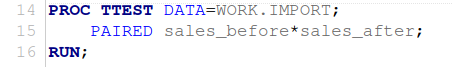 14 PROC TTEST DATA=WORK.IMPORT;
15     PAIRED sales_before*sales_after;
16 RUN;